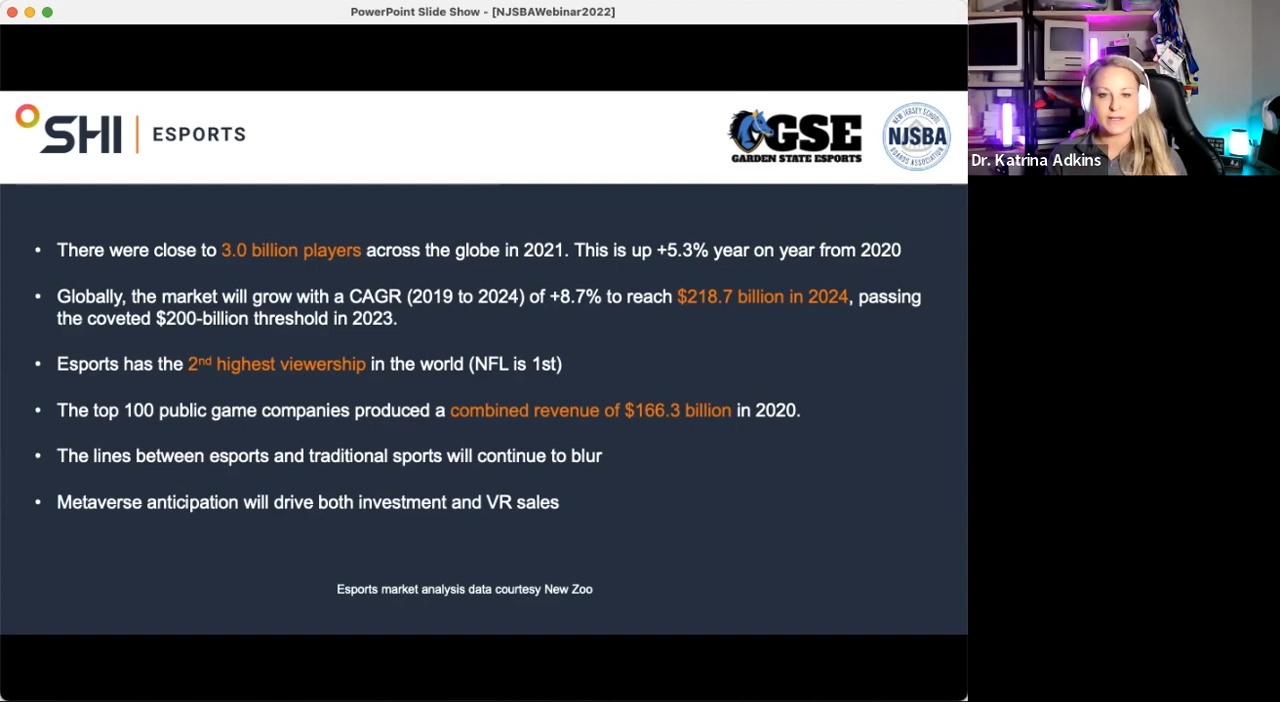 PowerPoint Slide Show - [NJSBAWebinar2022]
SHI ESPORTS
GSE
GARDEN STATE ESPORTS
NEW JERSEY SCHOOL
NJSBA
BOARDS ASSOCIATION
Dr. Katrina Adkins
• There were close to 3.0 billion players across the globe in 2021. This is up +5.3% year on year from 2020
• Globally, the market will grow with a CAGR (2019 to 2024) of +8.7% to reach $218.7 billion in 2024, passing
the coveted $200-billion threshold in 2023.
• Esports has the 2nd highest viewership in the world (NFL is 1st)
• The top 100 public game companies produced a combined revenue of $166.3 billion in 2020.
• The lines between esports and traditional sports will continue to blur
• Metaverse anticipation will drive both investment and VR sales
Esports market analysis data courtesy New Zoo